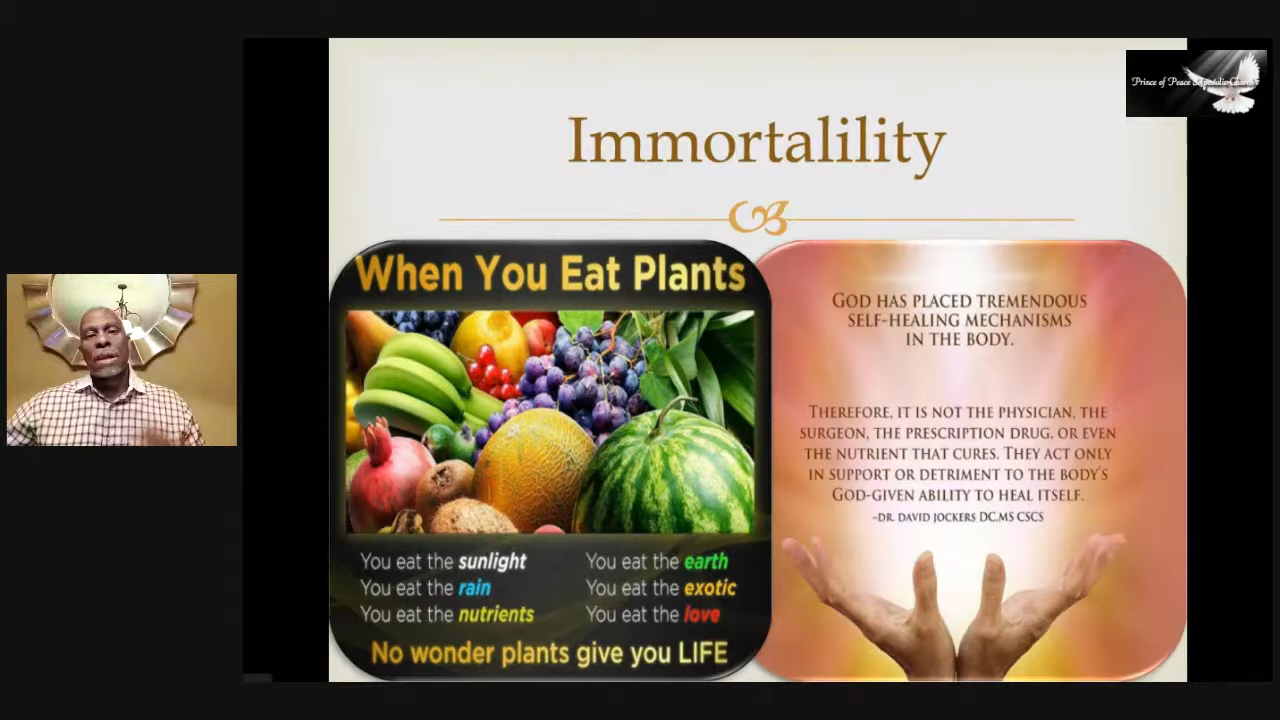 Prince of Peace Apostolic Church
Immortalility
When You Eat Plants
You eat the sunlight
You eat the rain
You eat the nutrients
You eat the earth
You eat the exotic
You eat the love
No wonder plants give you LIFE
GOD HAS PLACED TREMENDOUS
SELF-HEALING MECHANISMS
IN THE BODY.
THEREFORE, IT IS NOT THE PHYSICIAN, THE
SURGEON, THE PRESCRIPTION DRUG, OR EVEN
THE NUTRIENT THAT CURES. THEY ACT ONLY
IN SUPPORT OR DETRIMENT TO THE BODY'S
GOD-GIVEN ABILITY TO HEAL ITSELF.
~DR. DAVID JOCKERS DC,MS CSCS